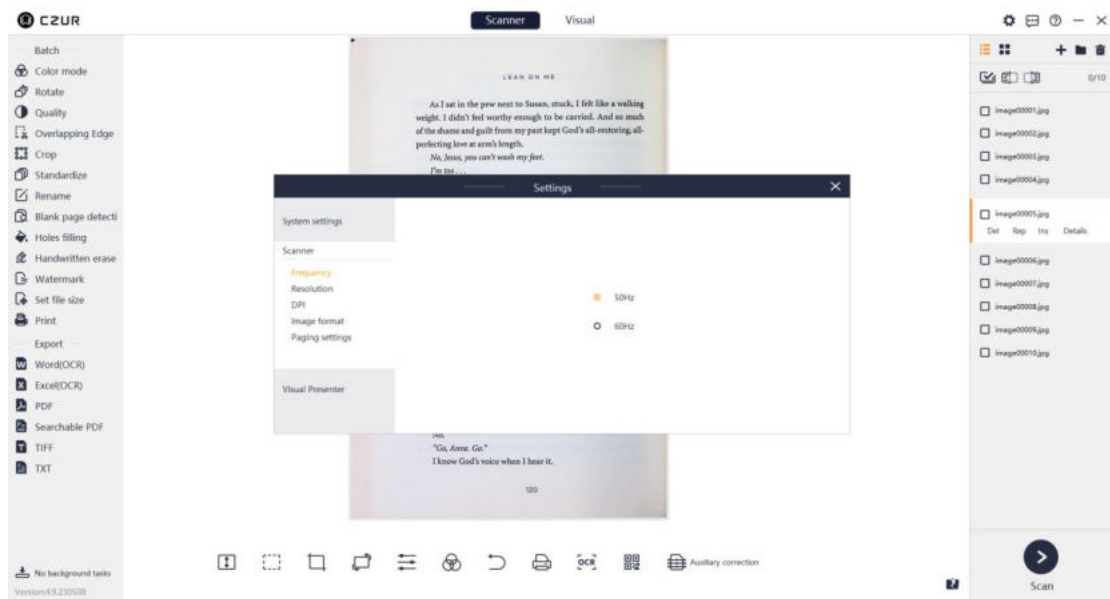 CZUR
Scanner
Visual
Batch
Color mode
Rotate
Quality
Overlapping Edge
Crop
Standardize
Rename
Blank page detecti
Holes filling
Handwritten erase
Watermark
Set file size
Print
Export
Word(OCR)
Excel(OCR)
PDF
Searchable PDF
TIFF
TXT
No background tasks
Version:4.9.230508
LEAN ON ME
As I sat in the pew next to Susan, stuck, I felt like a walking
weight. I didn't feel worthy enough to be carried. And so much
of the shame and guilt from my past kept God's all-restoring, all-
perfecting love at arm's length.
No, Jesus, you can't wash my feet.
I'm too . . .
Settings
System settings
Scanner
Frequency
Resolution
DPI
Image format
Paging settings
Visual Presenter
50Hz
60Hz
No.
"Go, Anne. Go."
I know God's voice when I hear it.
120
OCR
Auxiliary correction
0/10
image00001.jpg
image00002.jpg
image00003.jpg
image00004.jpg
image00005.jpg
Del Rep Ins Details
image00006.jpg
image00007.jpg
image00008.jpg
image00009.jpg
image00010.jpg
Scan